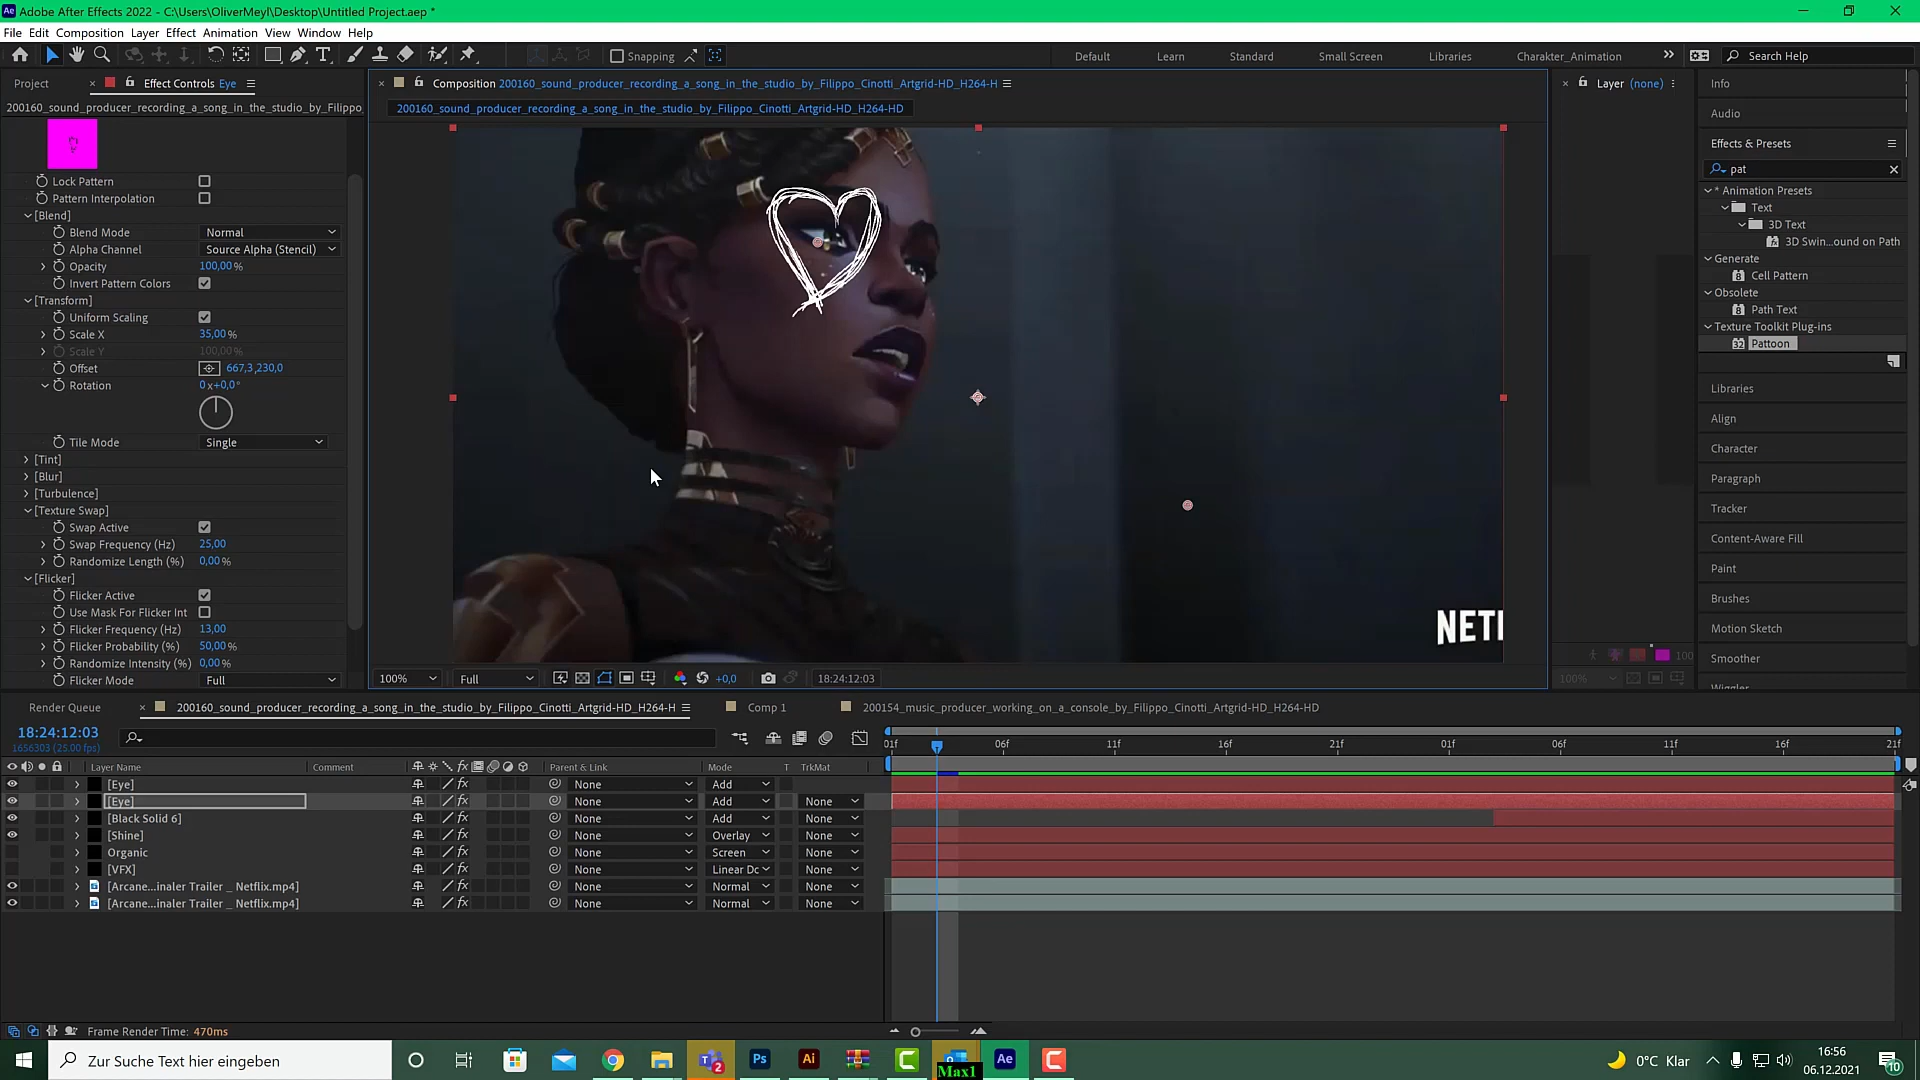 Adobe After Effects 2022 - C:\Users\OliverMeyl\Desktop\Untitled Project.aep *
File Edit Composition Layer Effect Animation View Window Help
Snapping
Default Learn Standard Small Screen Libraries Charakter_Animation Search Help
Project Effect Controls Eye
200160_sound_producer_recording_a_song_in_the_studio_by_Filippo
Composition 200160_sound_producer_recording_a_song_in_the_studio_by_Filippo_Cinotti_Artgrid-HD_H264-H
200160_sound_producer_recording_a_song_in_the_studio_by_Filippo_Cinotti_Artgrid-HD_H264-HD
Layer (none)
Lock Pattern
Pattern Interpolation
[Blend]
Blend Mode Normal
Alpha Channel Source Alpha (Stencil)
Opacity 100,00 %
Invert Pattern Colors
[Transform]
Uniform Scaling
Scale X 35,00 %
Scale Y 100,00 %
Offset 667,3,230,0
Rotation 0 x+0,0°
Tile Mode Single
[Tint]
[Blur]
[Turbulence]
[Texture Swap]
Swap Active
Swap Frequency (Hz) 25,00
Randomize Length (%) 0,00 %
[Flicker]
Flicker Active
Use Mask For Flicker Int
Flicker Frequency (Hz) 13,00
Flicker Probability (%) 50,00 %
Randomize Intensity (%) 0,00 %
Flicker Mode Full
NETF
100% Full +0,0 18:24:12:03
100%
Info
Audio
Effects & Presets
pat
* Animation Presets
Text
3D Text
3D Swin...ound on Path
Generate
Cell Pattern
Obsolete
Path Text
Texture Toolkit Plug-ins
Pattoon
Libraries
Align
Character
Paragraph
Tracker
Content-Aware Fill
Paint
Brushes
Motion Sketch
Smoother
Wiggler
Render Queue 200160_sound_producer_recording_a_song_in_the_studio_by_Filippo_Cinotti_Artgrid-HD_H264-H Comp 1 200154_music_producer_working_on_a_console_by_Filippo_Cinotti_Artgrid-HD_H264-HD
18:24:12:03
1656303 (25.00 fps)
01f 06f 11f 16f 21f 01f 06f 11f 16f 21f
Layer Name Comment Parent & Link Mode T TrkMat
[Eye] None Add
[Eye] None Add None
[Black Solid 6] None Add None
[Shine] None Overlay None
Organic None Screen None
[VFX] None Linear Dc None
[Arcane...inaler Trailer _ Netflix.mp4] None Normal None
[Arcane...inaler Trailer _ Netflix.mp4] None Normal None
Frame Render Time: 470ms
Zur Suche Text hier eingeben
2
Ps
Ai
Max1
Ae
0°C Klar
16:56
06.12.2021
10